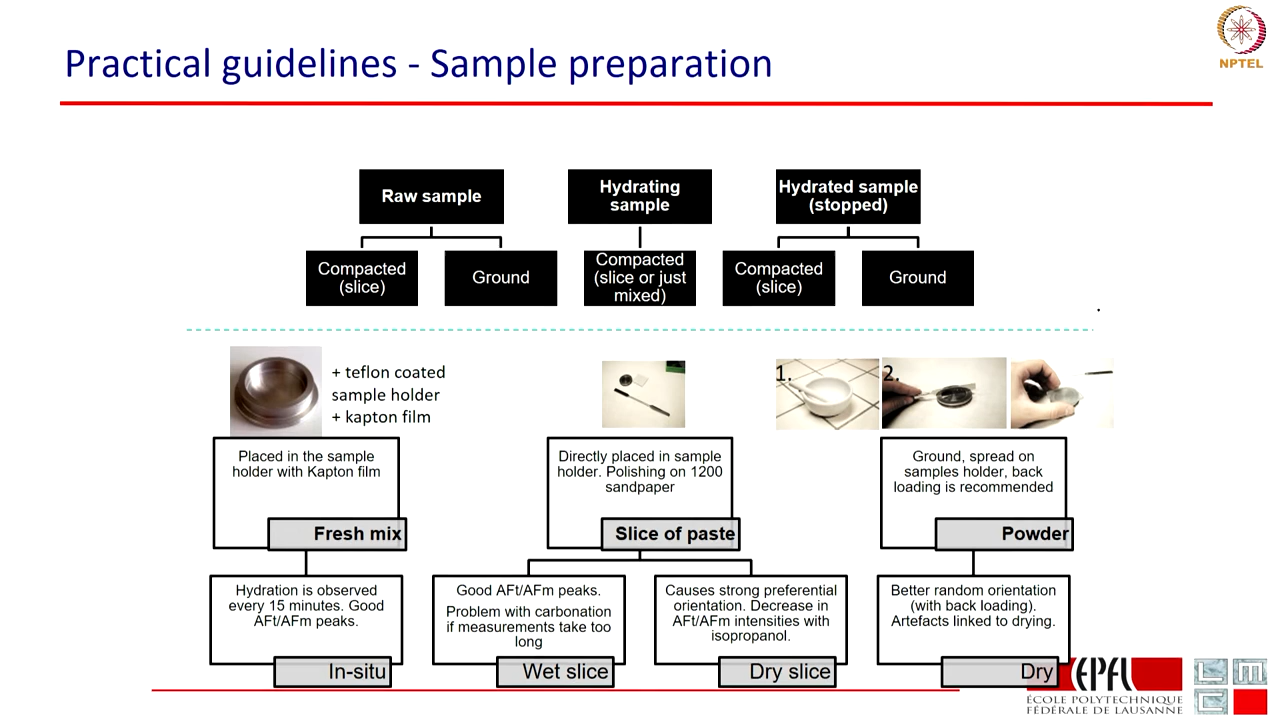 Practical guidelines - Sample preparation
NPTEL
Raw sample
Hydrating
sample
Hydrated sample
(stopped)
Compacted
(slice)
Ground
Compacted
(slice or just
mixed)
Compacted
(slice)
Ground
+ teflon coated
sample holder
+ kapton film
1.
2.
Placed in the sample
holder with Kapton film
Fresh mix
Directly placed in sample
holder. Polishing on 1200
sandpaper
Slice of paste
Ground, spread on
samples holder, back
loading is recommended
Powder
Hydration is observed
every 15 minutes. Good
AFt/AFm peaks.
In-situ
Good AFt/AFm peaks.
Problem with carbonation
if measurements take too
long
Wet slice
Causes strong preferential
orientation. Decrease in
AFt/AFm intensities with
isopropanol.
Dry slice
Better random orientation
(with back loading).
Artefacts linked to drying.
Dry
EPFL
ÉCOLE POLYTECHNIQUE
FÉDÉRALE DE LAUSANNE
L M
C